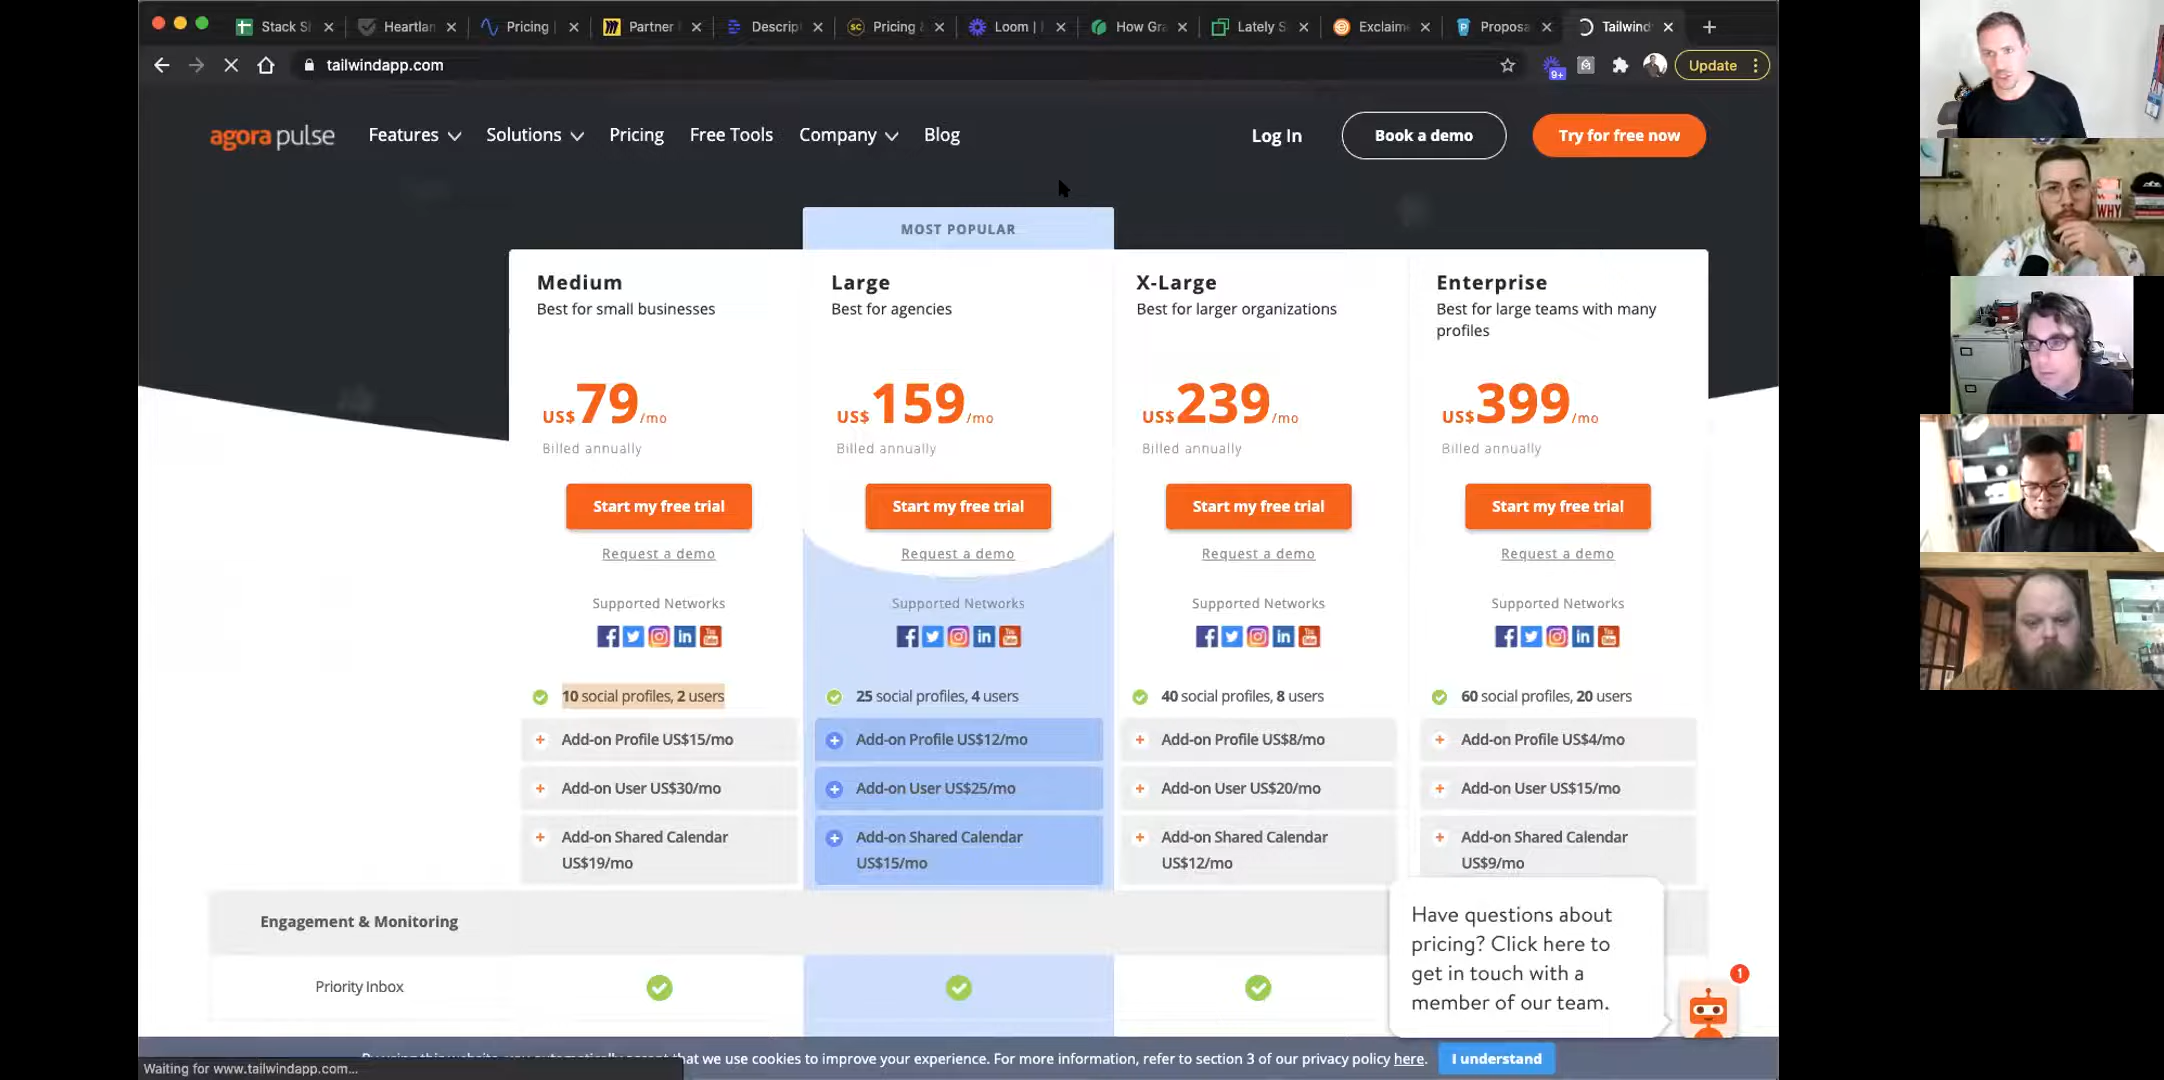 Stack S
Heartlan
Pricing
Partner
Descrip
Pricing
Loom |
How Gra
Lately S
Exclaim
Proposa
Tailwind
tailwindapp.com
9+
Update
agorapulse
Features
Solutions
Pricing
Free Tools
Company
Blog
Log In
Book a demo
Try for free now
MOST POPULAR
Medium
Best for small businesses
US$79/mo
Billed annually
Start my free trial
Request a demo
Supported Networks
10 social profiles, 2 users
+ Add-on Profile US$15/mo
+ Add-on User US$30/mo
+ Add-on Shared Calendar
US$19/mo
Large
Best for agencies
US$159/mo
Billed annually
Start my free trial
Request a demo
Supported Networks
25 social profiles, 4 users
+ Add-on Profile US$12/mo
+ Add-on User US$25/mo
+ Add-on Shared Calendar
US$15/mo
X-Large
Best for larger organizations
US$239/mo
Billed annually
Start my free trial
Request a demo
Supported Networks
40 social profiles, 8 users
+ Add-on Profile US$8/mo
+ Add-on User US$20/mo
+ Add-on Shared Calendar
US$12/mo
Enterprise
Best for large teams with many
profiles
US$399/mo
Billed annually
Start my free trial
Request a demo
Supported Networks
60 social profiles, 20 users
+ Add-on Profile US$4/mo
+ Add-on User US$15/mo
+ Add-on Shared Calendar
US$9/mo
Engagement & Monitoring
Priority Inbox
Have questions about
pricing? Click here to
get in touch with a
member of our team.
1
that we use cookies to improve your experience. For more information, refer to section 3 of our privacy policy here.
I understand
Waiting for www.tailwindapp.com...
WHY